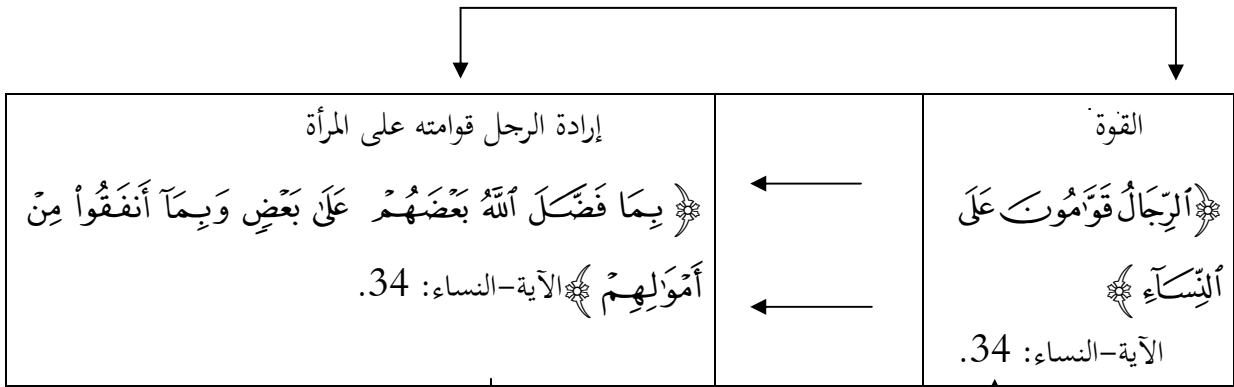 القوة
﴿ٱلرِّجَالُ قَوَّٰمُونَ عَلَى
ٱلنِّسَآءِ ﴾
الآية-النساء: 34.
إرادة الرجل قوامته على المرأة
﴿ بِمَا فَضَّلَ ٱللَّهُ بَعۡضَهُمۡ عَلَىٰ بَعۡضٖ وَبِمَآ أَنفَقُواْ مِنۡ
أَمۡوَٰلِهِمۡ ﴾الآية-النساء: 34.